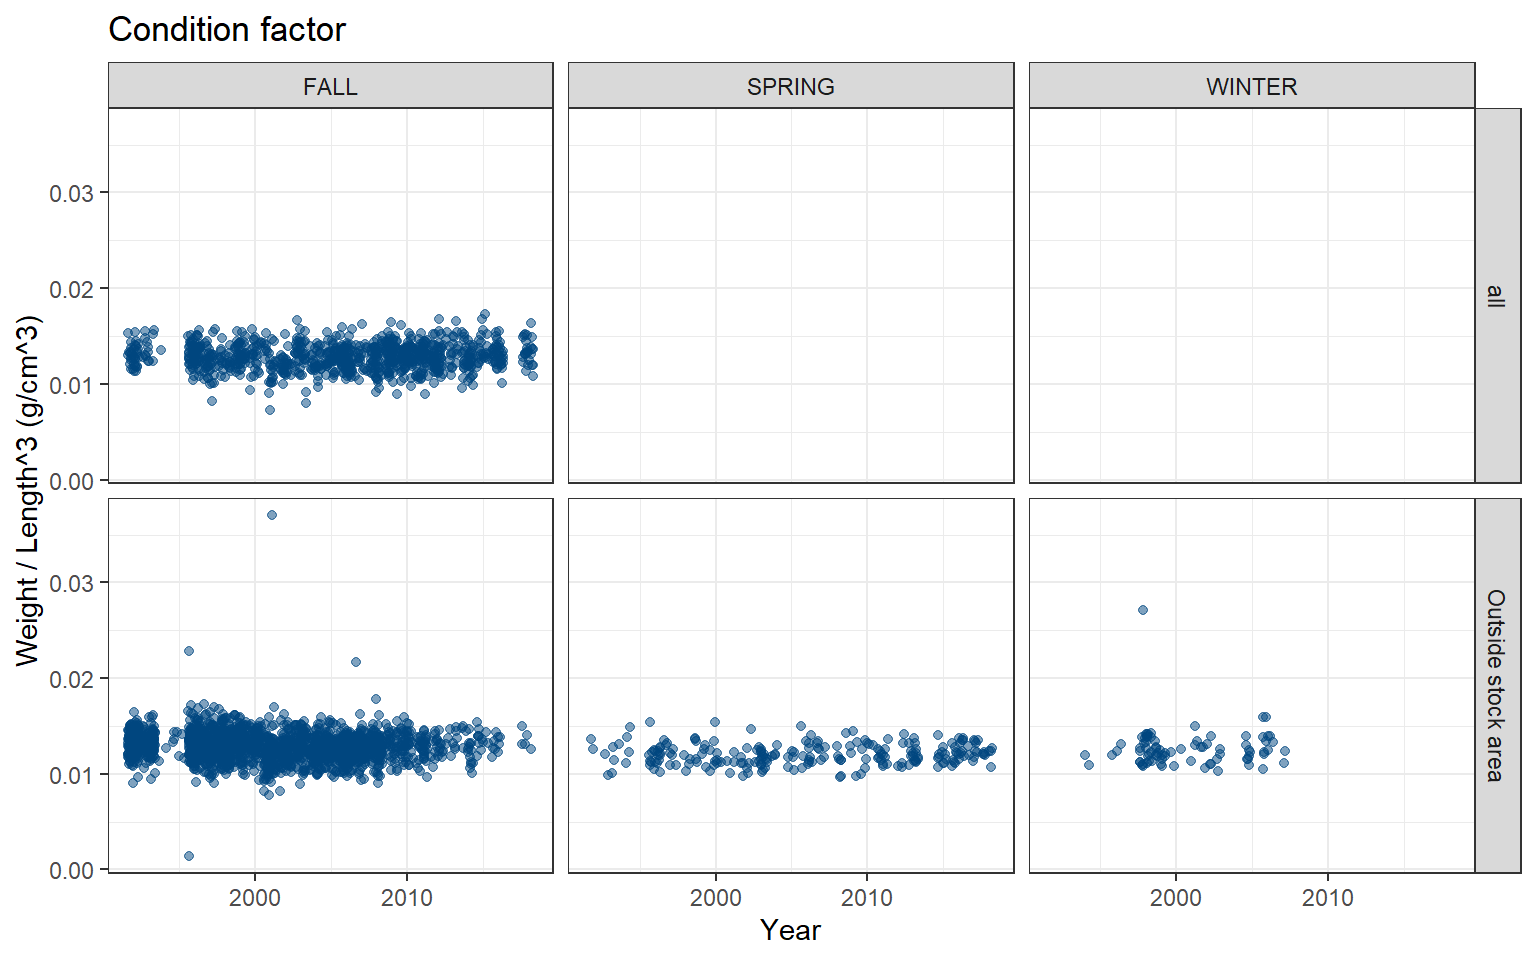 Condition factor
FALL
SPRING
WINTER
0.03
0.02
0.01
0.00
all
0.03
0.02
0.01
0.00
Outside stock area
Weight / Length^3 (g/cm^3)
2000
2010
2000
2010
2000
2010
Year